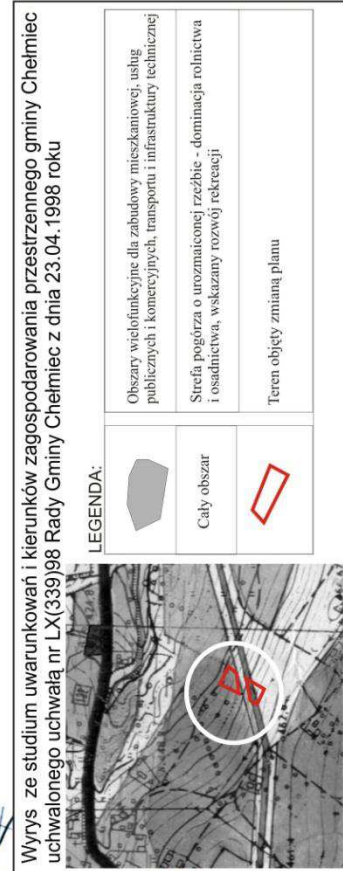 Wyrys ze studium uwarunkowań i kierunków zagospodarowania przestrzennego gminy Chełmiec
uchwalonego uchwałą nr LX(339)98 Rady Gminy Chełmiec z dnia 23.04.1998 roku
LEGENDA:
Obszary wielofunkcyjne dla zabudowy mieszkaniowej, usług
publicznych i komercyjnych, transportu i infrastruktury technicznej
Cały obszar
Strefa pogórza o urozmaiconej rzeźbie - dominacja rolnictwa
i osadnictwa, wskazany rozwój rekreacji
Teren objęty zmianą planu